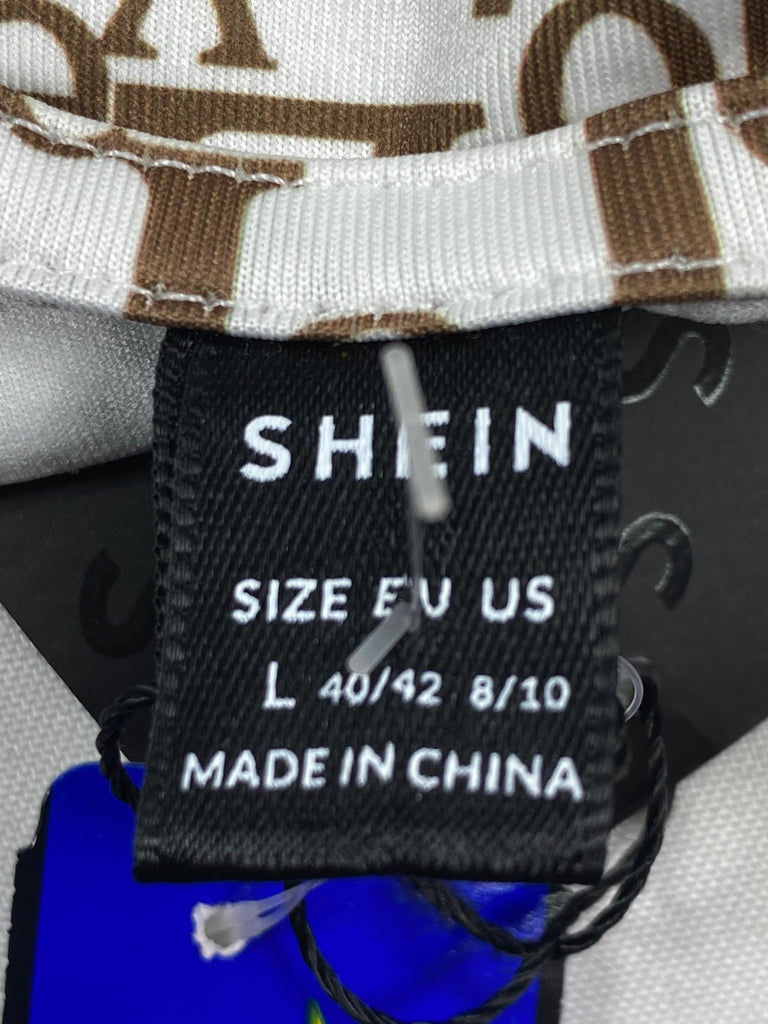 SHEIN
SIZE EU US
L 40/42 8/10
MADE IN CHINA